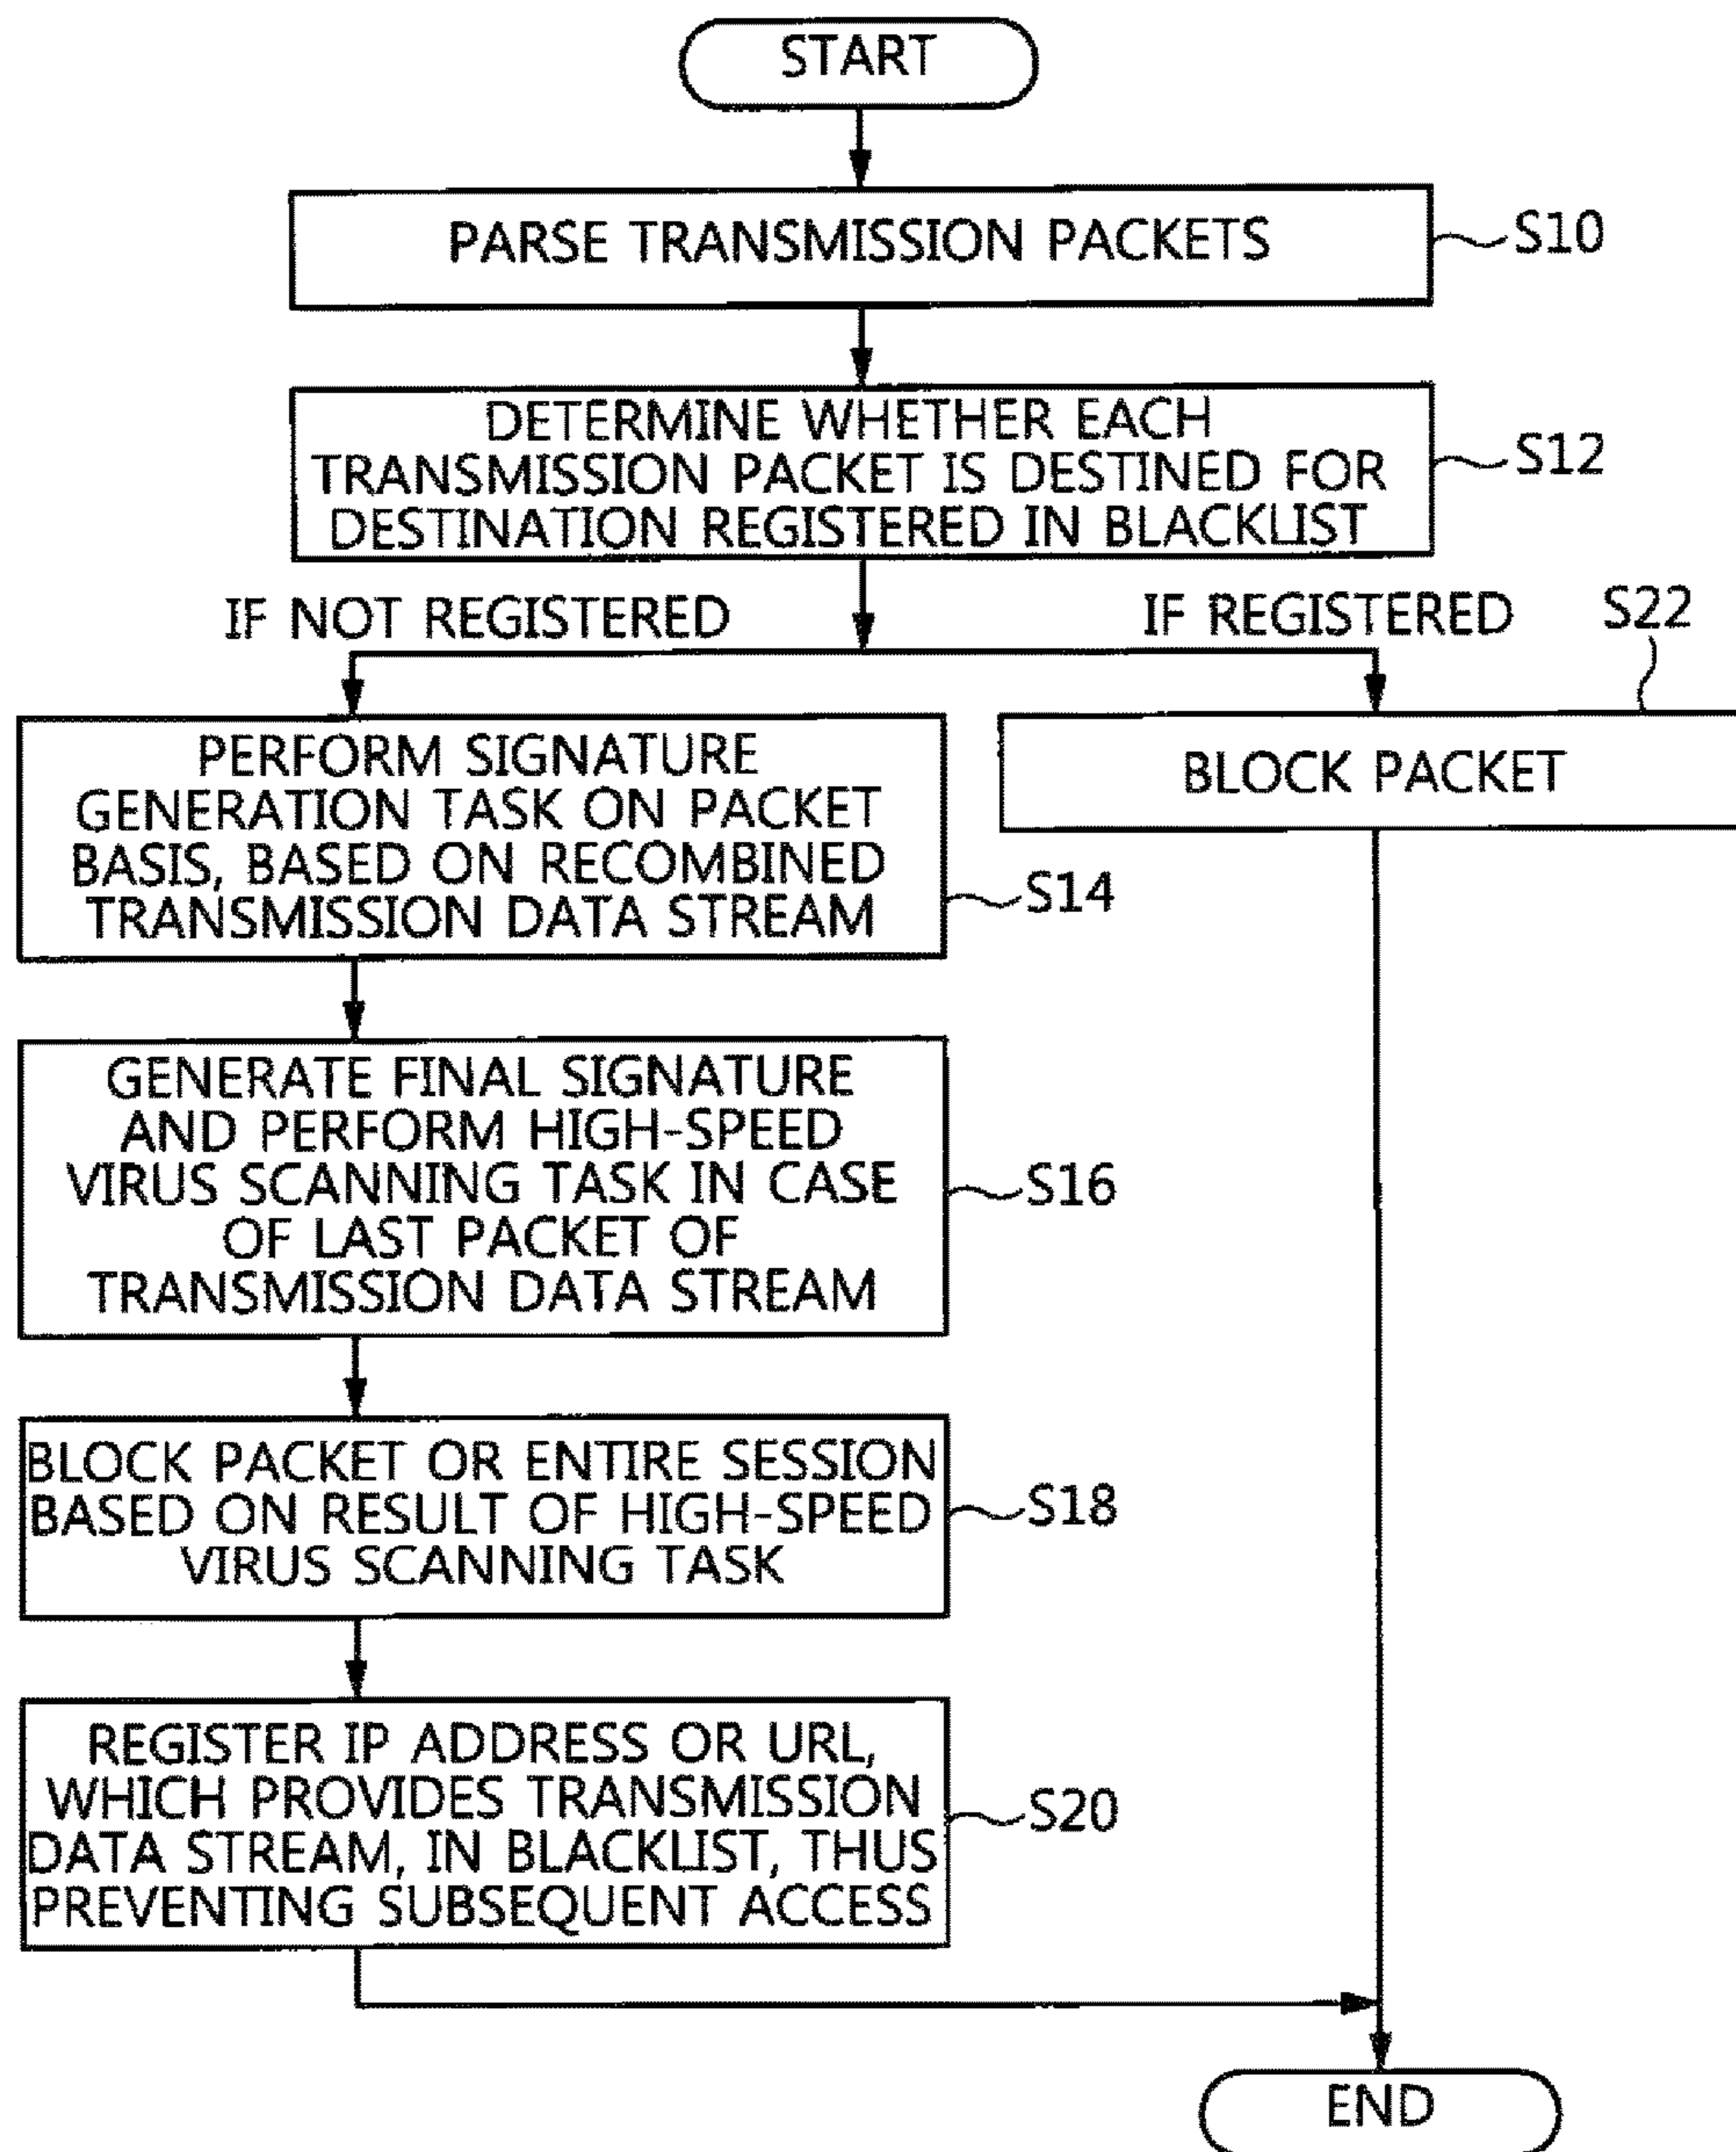 START
PARSE TRANSMISSION PACKETS
S10
DETERMINE WHETHER EACH
TRANSMISSION PACKET IS DESTINED FOR
DESTINATION REGISTERED IN BLACKLIST
S12
IF NOT REGISTERED
IF REGISTERED
S22
PERFORM SIGNATURE
GENERATION TASK ON PACKET
BASIS, BASED ON RECOMBINED
TRANSMISSION DATA STREAM
S14
BLOCK PACKET
GENERATE FINAL SIGNATURE
AND PERFORM HIGH-SPEED
VIRUS SCANNING TASK IN CASE
OF LAST PACKET OF
TRANSMISSION DATA STREAM
S16
BLOCK PACKET OR ENTIRE SESSION
BASED ON RESULT OF HIGH-SPEED
VIRUS SCANNING TASK
S18
REGISTER IP ADDRESS OR URL,
WHICH PROVIDES TRANSMISSION
DATA STREAM, IN BLACKLIST, THUS
PREVENTING SUBSEQUENT ACCESS
S20
END